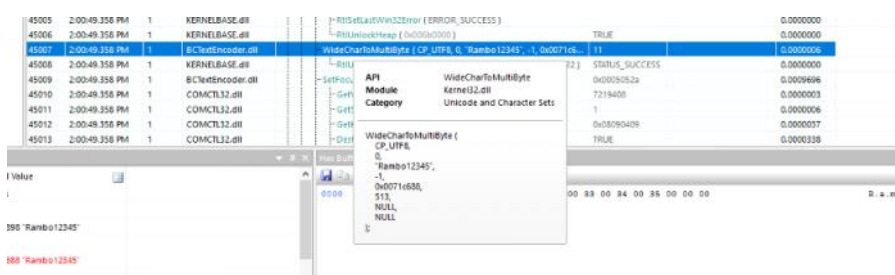 45005 2:00:49.358 PM 1 KERNELBASE.dll RtlSetLastWin32Error ( ERROR_SUCCESS ) 0.0000000
45006 2:00:49.358 PM 1 KERNELBASE.dll RtlUnlockHeap ( 0x006b0000 ) TRUE 0.0000000
45007 2:00:49.358 PM 1 BCTextEncoder.dll WideCharToMultiByte ( CP_UTF8, 0, "Rambo12345", -1, 0x0071c6... 11 0.0000006
45008 2:00:49.358 PM 1 KERNELBASE.dll STATUS_SUCCESS 0.0000000
45009 2:00:49.358 PM 1 BCTextEncoder.dll SetFocu 0x0005052a 0.0009696
45010 2:00:49.358 PM 1 COMCTL32.dll 7219408 0.0000003
45011 2:00:49.358 PM 1 COMCTL32.dll 1 0.0000006
45012 2:00:49.358 PM 1 COMCTL32.dll 0x08090409 0.0000037
45013 2:00:49.358 PM 1 COMCTL32.dll TRUE 0.0000338
API WideCharToMultiByte
Module Kernel32.dll
Category Unicode and Character Sets
WideCharToMultiByte (
CP_UTF8,
0,
"Rambo12345",
-1,
0x0071c688,
513,
NULL,
NULL
);
Hex Buff
Value
0000 00 33 00 34 00 35 00 00 00 R.a.m
898 "Rambo12345"
688 "Rambo12345"